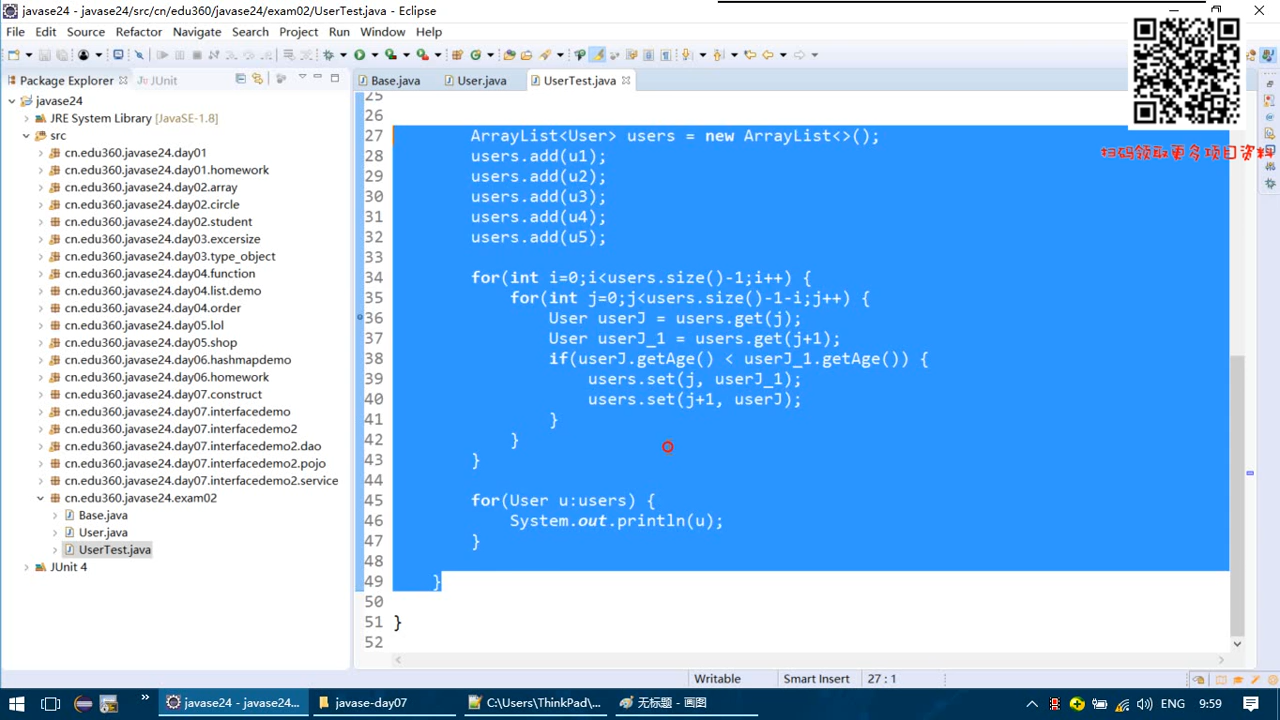 javase24 - javase24/src/cn/edu360/javase24/exam02/UserTest.java - Eclipse
File Edit Source Refactor Navigate Search Project Run Window Help
Package Explorer JUnit
Base.java User.java UserTest.java
javase24
JRE System Library [JavaSE-1.8]
src
cn.edu360.javase24.day01
cn.edu360.javase24.day01.homework
cn.edu360.javase24.day02.array
cn.edu360.javase24.day02.circle
cn.edu360.javase24.day02.student
cn.edu360.javase24.day03.excersize
cn.edu360.javase24.day03.type_object
cn.edu360.javase24.day04.function
cn.edu360.javase24.day04.list.demo
cn.edu360.javase24.day04.order
cn.edu360.javase24.day05.lol
cn.edu360.javase24.day05.shop
cn.edu360.javase24.day06.hashmapdemo
cn.edu360.javase24.day06.homework
cn.edu360.javase24.day07.construct
cn.edu360.javase24.day07.interfacedemo
cn.edu360.javase24.day07.interfacedemo2
cn.edu360.javase24.day07.interfacedemo2.dao
cn.edu360.javase24.day07.interfacedemo2.pojo
cn.edu360.javase24.day07.interfacedemo2.service
cn.edu360.javase24.exam02
Base.java
User.java
UserTest.java
JUnit 4
扫码领取更多项目资料
25
26
27 ArrayList<User> users = new ArrayList<>();
28 users.add(u1);
29 users.add(u2);
30 users.add(u3);
31 users.add(u4);
32 users.add(u5);
33
34 for(int i=0;i<users.size()-1;i++) {
35 for(int j=0;j<users.size()-1-i;j++) {
36 User userJ = users.get(j);
37 User userJ_1 = users.get(j+1);
38 if(userJ.getAge() < userJ_1.getAge()) {
39 users.set(j, userJ_1);
40 users.set(j+1, userJ);
41 }
42 }
43 }
44
45 for(User u:users) {
46 System.out.println(u);
47 }
48
49 }
50
51 }
52
Writable Smart Insert 27 : 1
javase24 - javase24... javase-day07 C:\Users\ThinkPad\... 无标题 - 画图 ENG 9:59